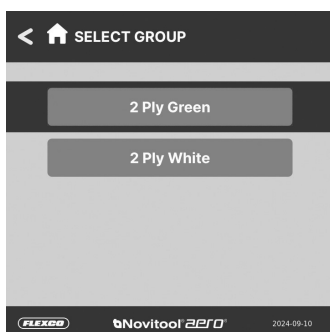 < SELECT GROUP
2 Ply Green
2 Ply White
FLEXCO Novitool® aero® 2024-09-10